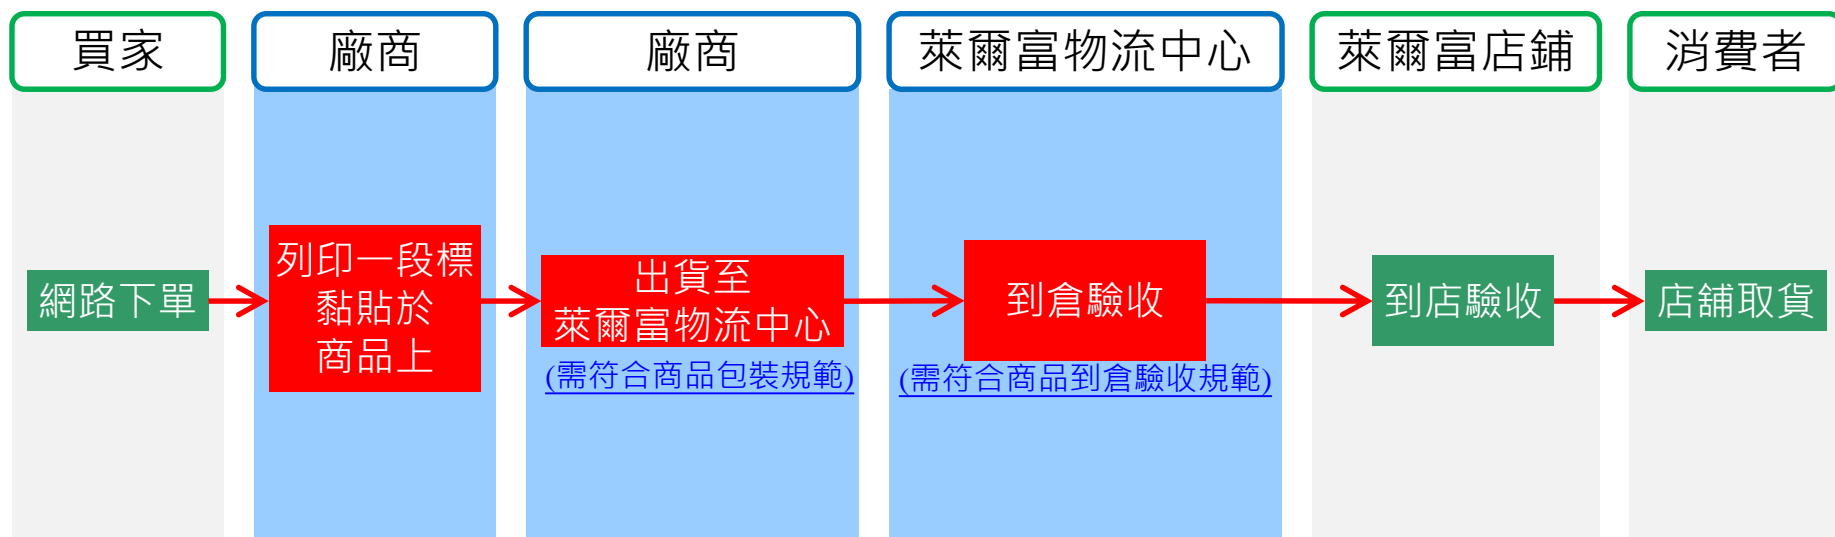 買家
廠商
廠商
萊爾富物流中心
萊爾富店鋪
消費者
網路下單
列印一段標
黏貼於
商品上
出貨至
萊爾富物流中心
(需符合商品包裝規範)
到倉驗收
(需符合商品到倉驗收規範)
到店驗收
店舖取貨